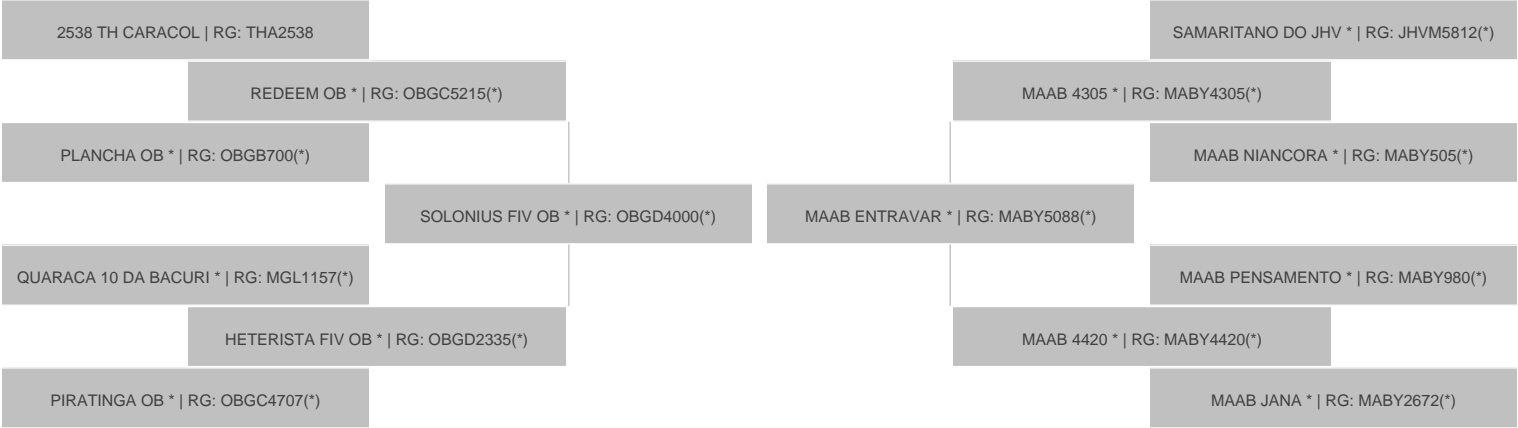 2538 TH CARACOL | RG: THA2538
SAMARITANO DO JHV * | RG: JHVM5812(*)
REDEEM OB * | RG: OBGC5215(*)
MAAB 4305 * | RG: MABY4305(*)
PLANCHA OB * | RG: OBGB700(*)
MAAB NIANCORA * | RG: MABY505(*)
SOLONIUS FIV OB * | RG: OBGD4000(*)
MAAB ENTRAVAR * | RG: MABY5088(*)
QUARACA 10 DA BACURI * | RG: MGL1157(*)
MAAB PENSAMENTO * | RG: MABY980(*)
HETERISTA FIV OB * | RG: OBGD2335(*)
MAAB 4420 * | RG: MABY4420(*)
PIRATINGA OB * | RG: OBGC4707(*)
MAAB JANA * | RG: MABY2672(*)